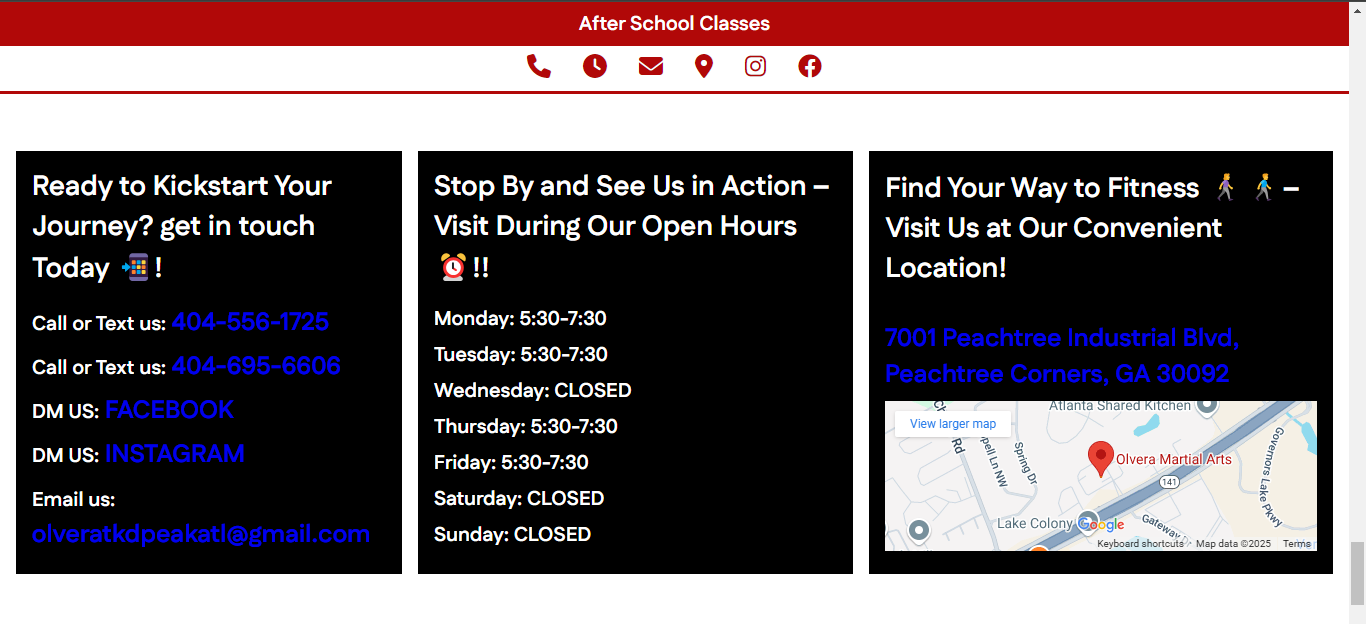 After School Classes
Ready to Kickstart Your
Journey? get in touch
Today 📲!
Call or Text us: 404-556-1725
Call or Text us: 404-695-6606
DM US: FACEBOOK
DM US: INSTAGRAM
Email us:
olveratkdpeakatl@gmail.com
Stop By and See Us in Action –
Visit During Our Open Hours
⏰!!
Monday: 5:30-7:30
Tuesday: 5:30-7:30
Wednesday: CLOSED
Thursday: 5:30-7:30
Friday: 5:30-7:30
Saturday: CLOSED
Sunday: CLOSED
Find Your Way to Fitness 🚶‍♀️ 🚶‍♂️ –
Visit Us at Our Convenient
Location!
7001 Peachtree Industrial Blvd,
Peachtree Corners, GA 30092
Atlanta Shared Kitchen
View larger map
Rd
Ln NW
Spring Dr
Olvera Martial Arts
141
Governors Lake Pkwy
Lake Colony
Google
Gateway
Keyboard shortcuts
Map data ©2025
Terms